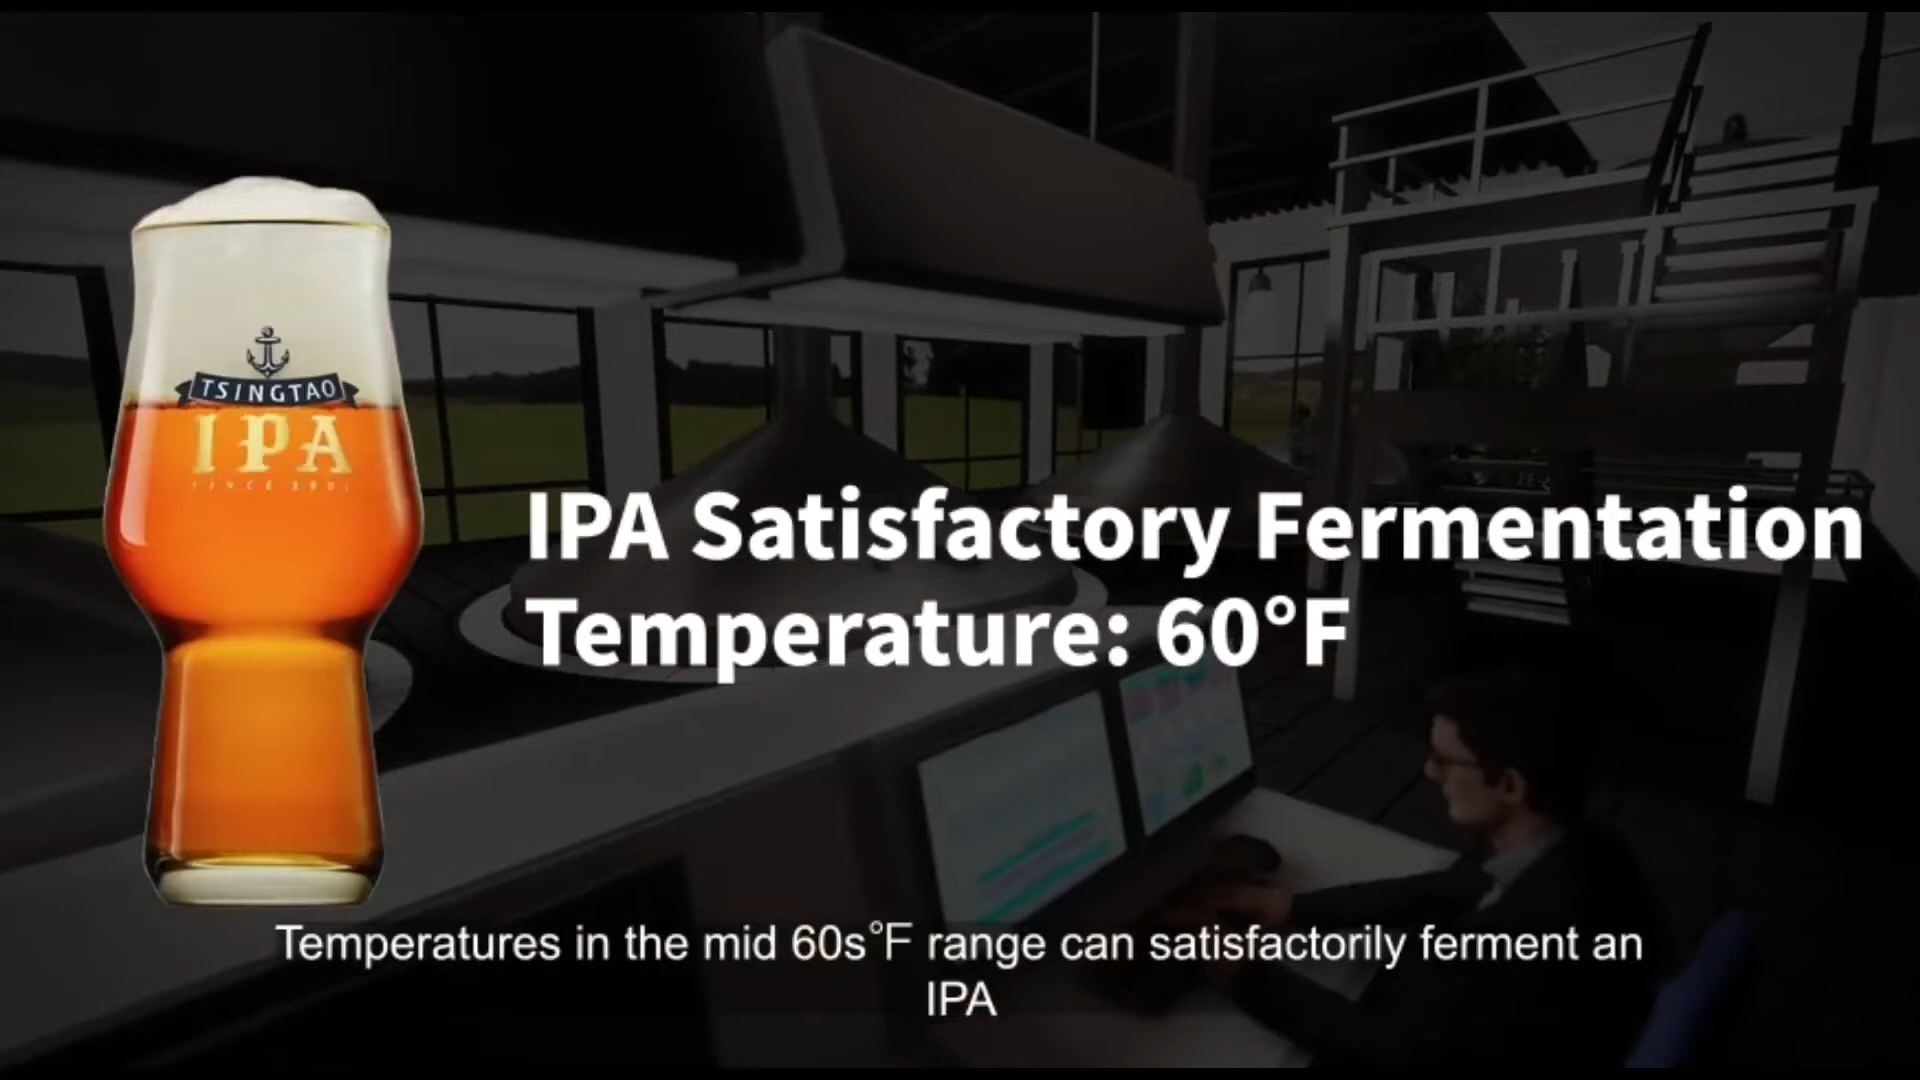 TSINGTAO
IPA
IPA Satisfactory Fermentation
Temperature: 60°F
Temperatures in the mid 60s°F range can satisfactorily ferment an
IPA